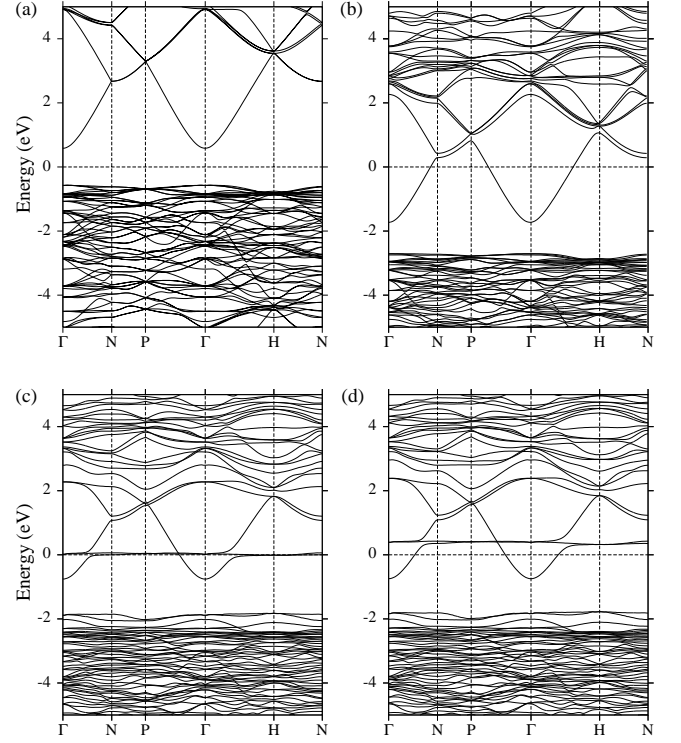 (a) (b)
Energy (eV)
4 4
2 2
0 0
-2 -2
-4 -4
Γ N P Γ H N Γ N P Γ H N
(c) (d)
Energy (eV)
4 4
2 2
0 0
-2 -2
-4 -4
Γ N P Γ H N Γ N P Γ H N